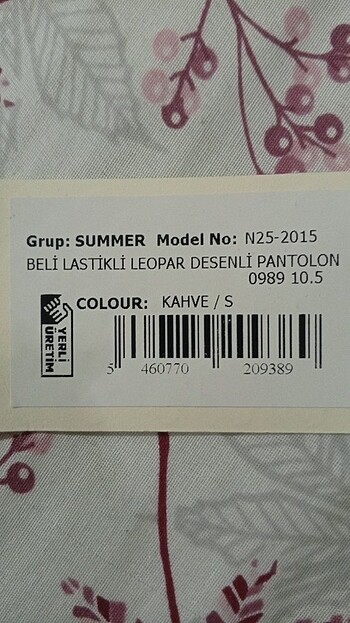 Grup: SUMMER Model No: N25-2015
BELİ LASTİKLİ LEOPAR DESENLİ PANTOLON
0989 10.5
COLOUR: KAHVE / S
YERLİ
ÜRETİM
5 460770 209389